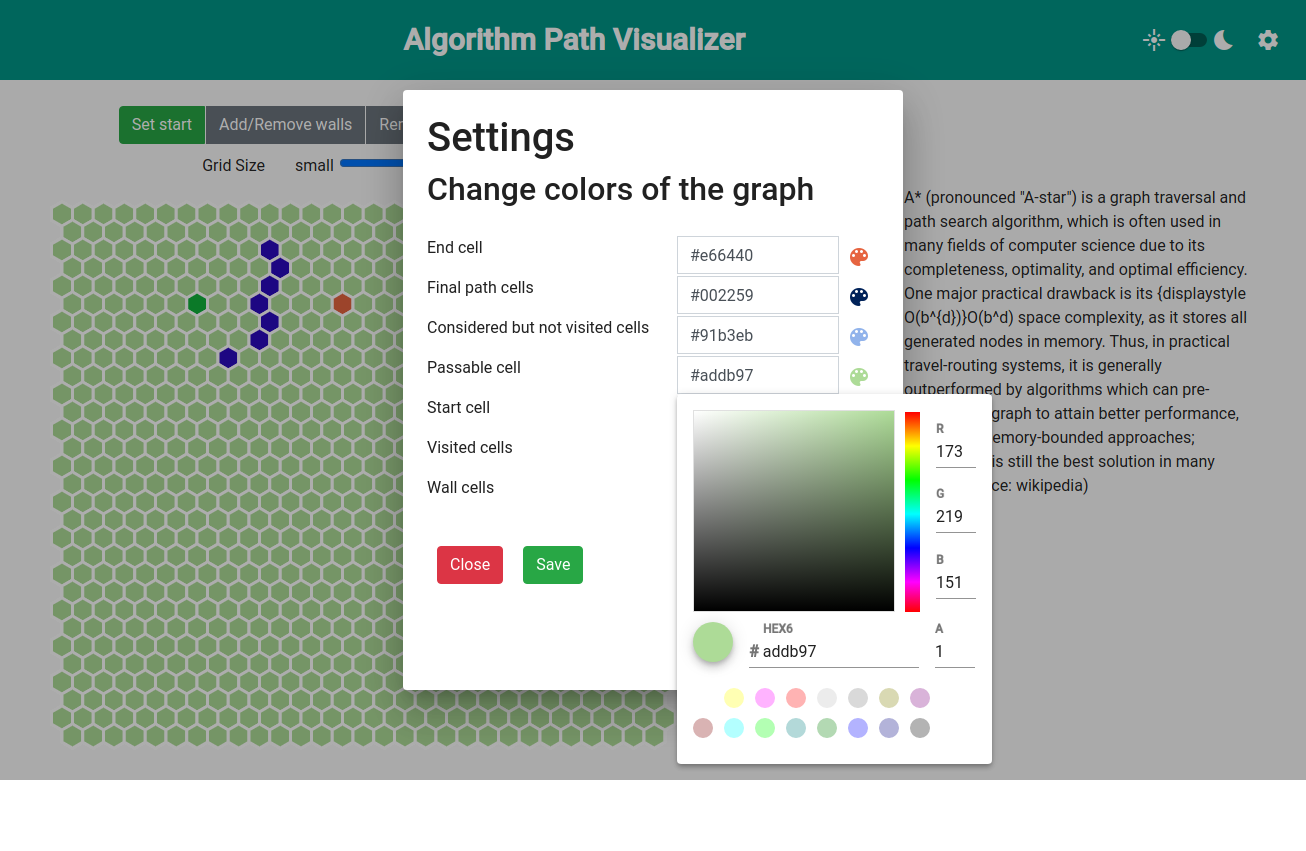 Algorithm Path Visualizer
Set start
Add/Remove walls
Rer
Grid Size
small
Settings
Change colors of the graph
End cell
#e66440
Final path cells
#002259
Considered but not visited cells
#91b3eb
Passable cell
#addb97
Start cell
Visited cells
Wall cells
Close
Save
R
173
G
219
B
151
HEX6
# addb97
A
1
A* (pronounced "A-star") is a graph traversal and
path search algorithm, which is often used in
many fields of computer science due to its
completeness, optimality, and optimal efficiency.
One major practical drawback is its {displaystyle
O(b^{d})}O(b^d) space complexity, as it stores all
generated nodes in memory. Thus, in practical
travel-routing systems, it is generally
outperformed by algorithms which can pre-
graph to attain better performance,
emory-bounded approaches;
is still the best solution in many
ce: wikipedia)